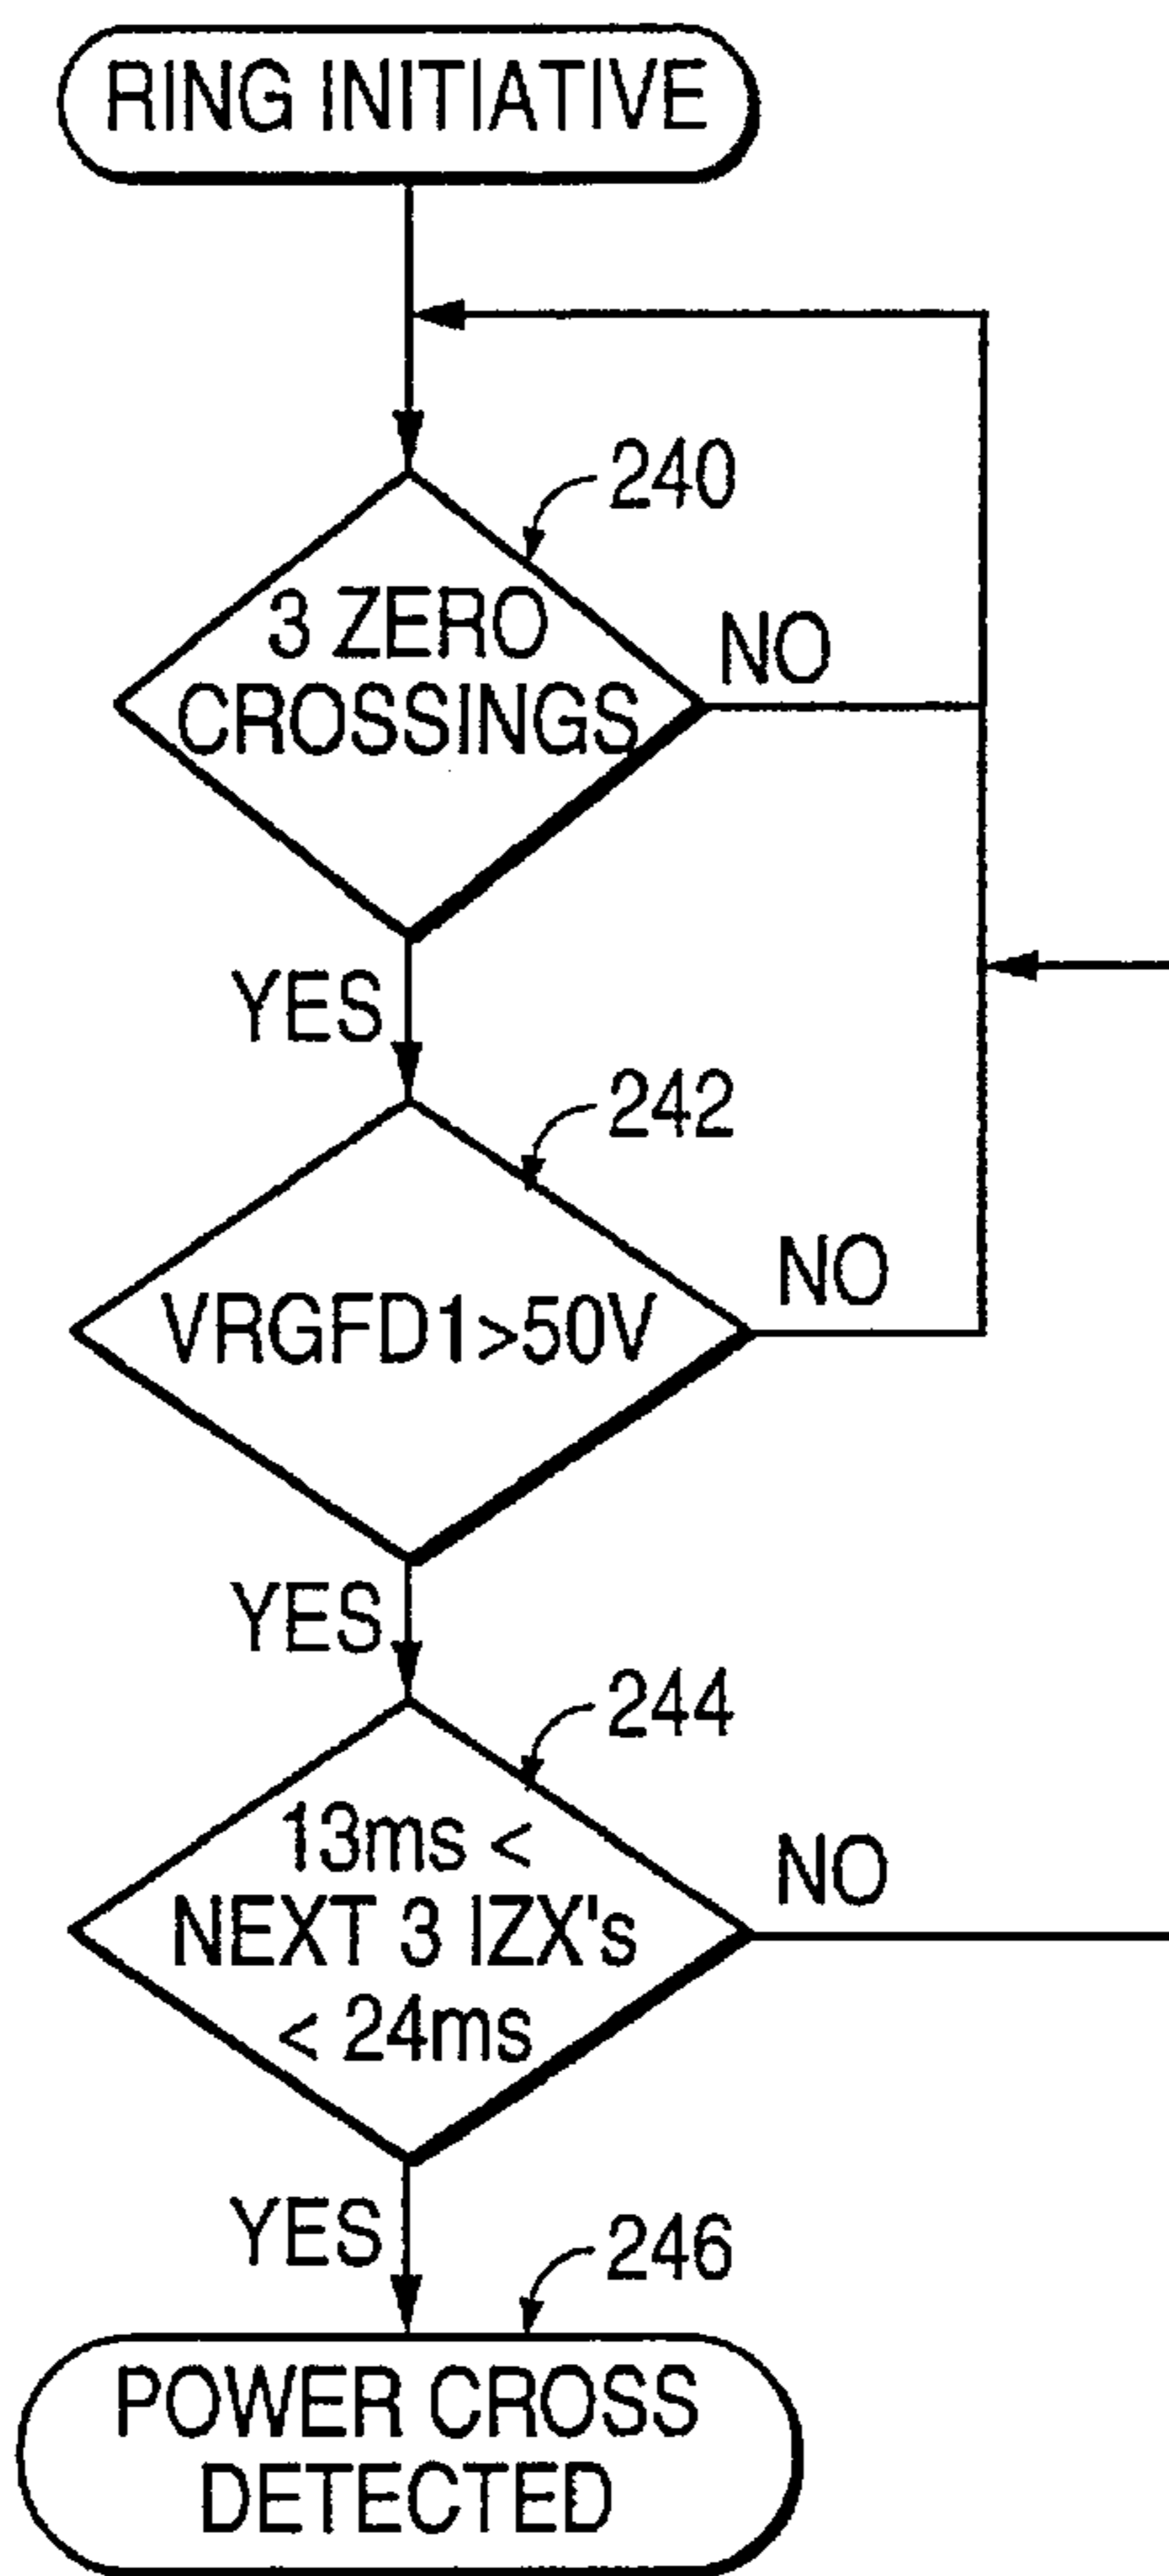 RING INITIATIVE
240
3 ZERO
CROSSINGS
NO
YES
242
VRGFD1>50V
NO
YES
244
13ms <
NEXT 3 IZX's
< 24ms
NO
YES
246
POWER CROSS
DETECTED